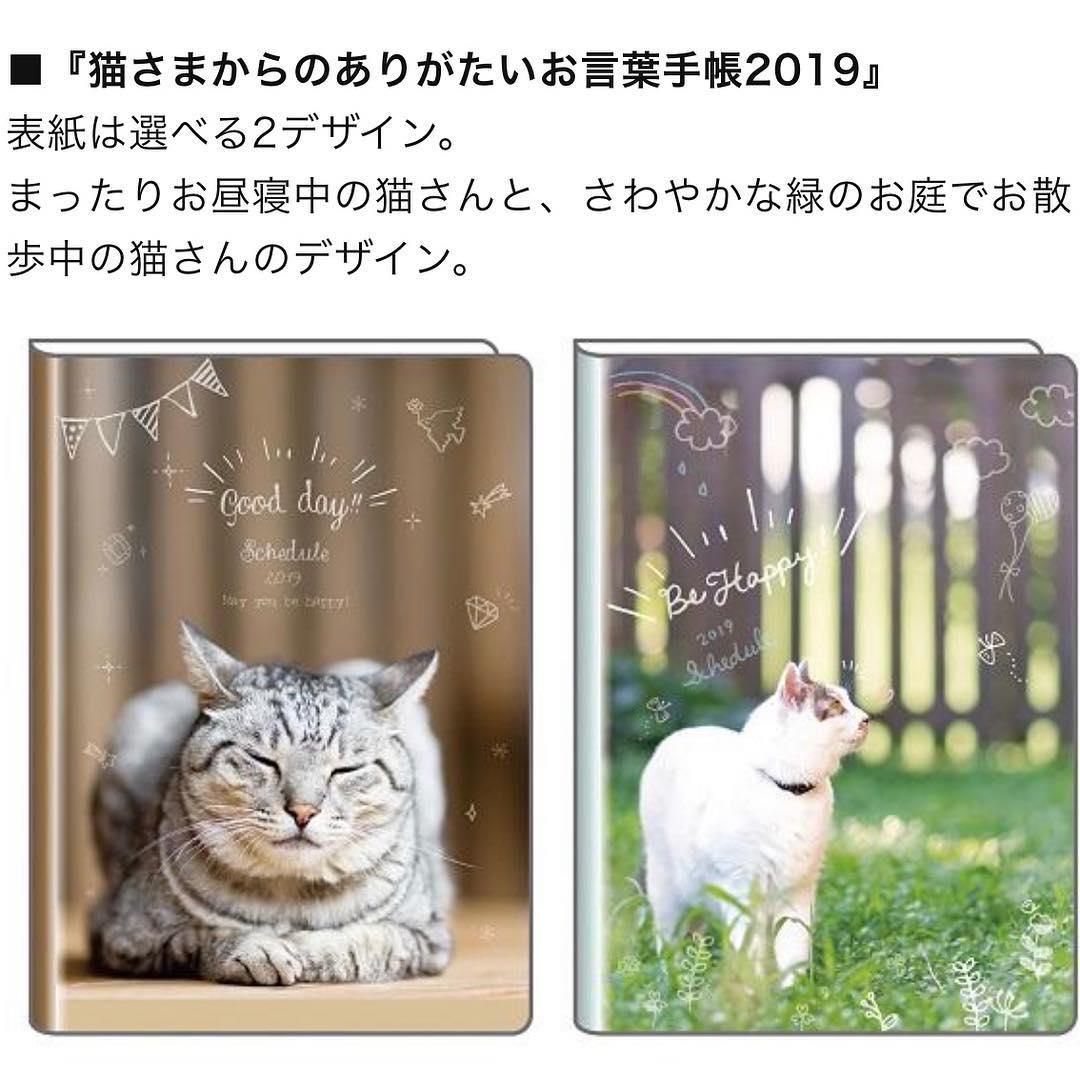 ■『猫さまからのありがたいお言葉手帳2019』
表紙は選べる2デザイン。
まったりお昼寝中の猫さんと、さわやかな緑のお庭でお散
歩中の猫さんのデザイン。
Good day!!
Schedule
2019
May you be happy!
Be Happy!
2019
Schedule